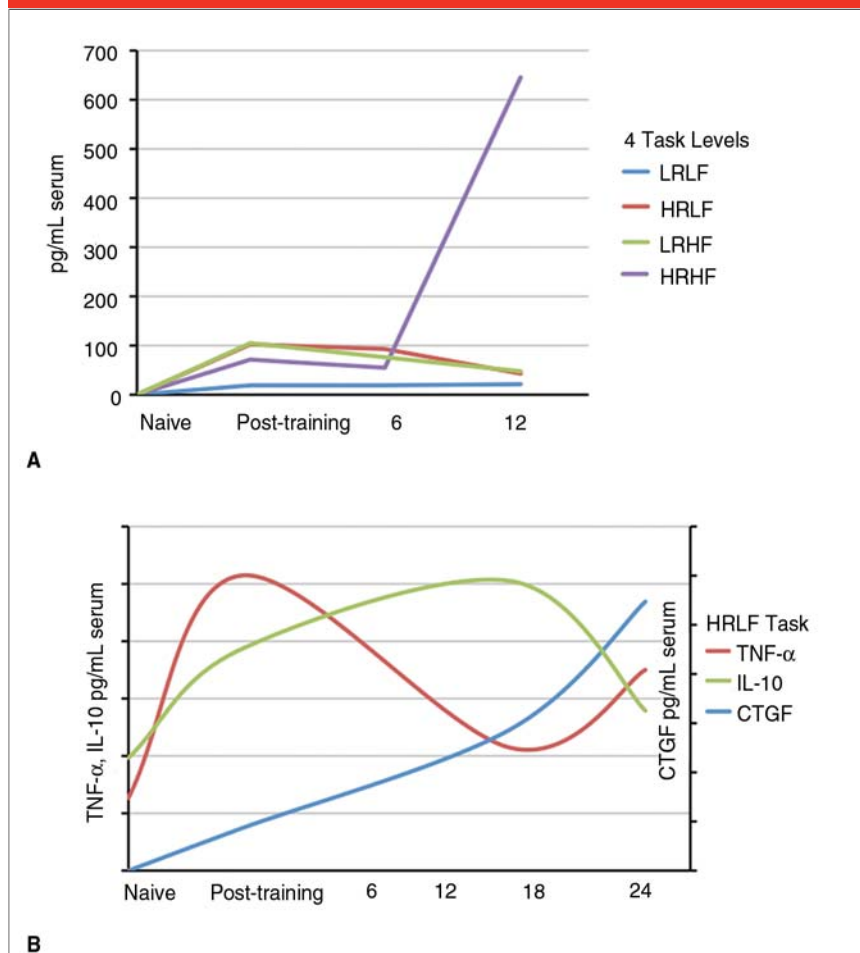 700
600
500
400
300
200
100
0
pg/mL serum
Naive Post-training 6 12
4 Task Levels
LRLF
HRLF
LRHF
HRHF
A
TNF-α, IL-10 pg/mL serum
CTGF pg/mL serum
HRLF Task
TNF-α
IL-10
CTGF
Naive Post-training 6 12 18 24
B